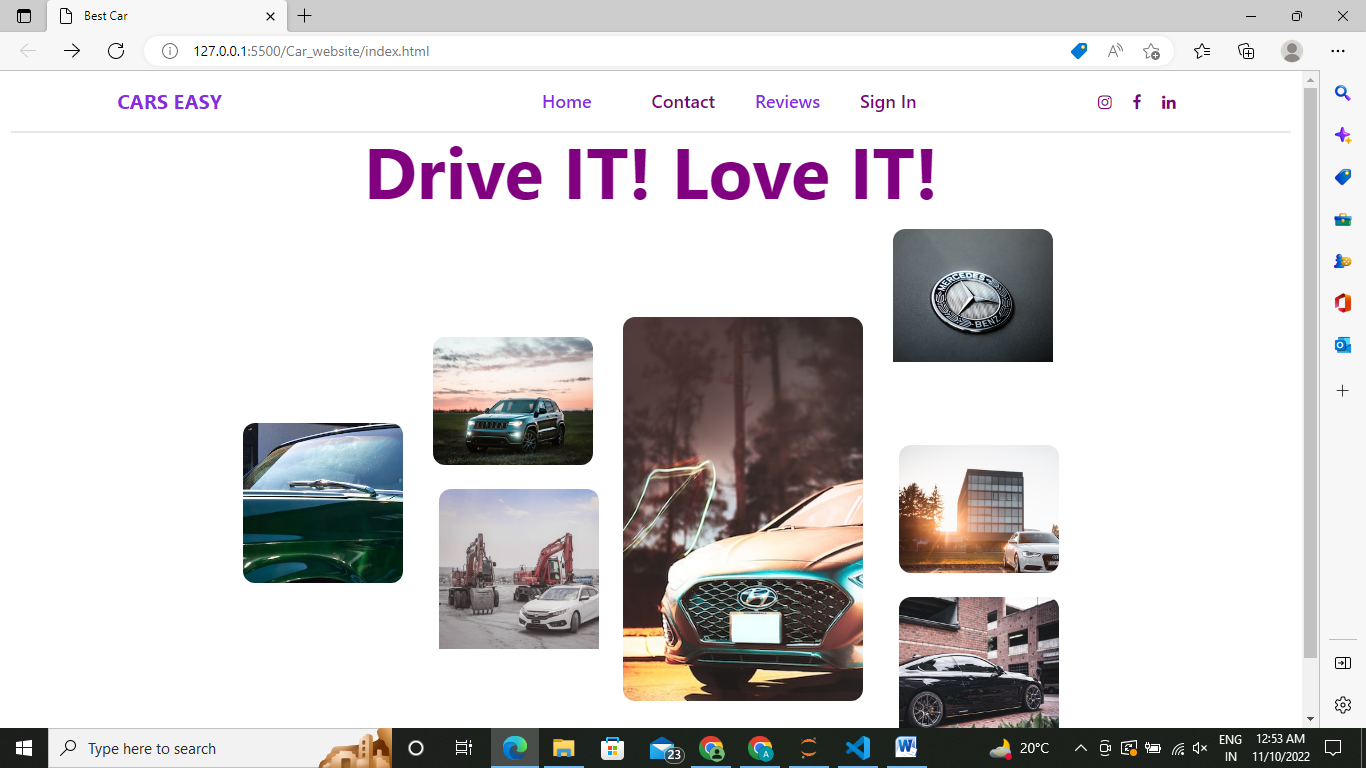 Best Car
127.0.0.1:5500/Car_website/index.html
CARS EASY
Home
Contact
Reviews
Sign In
Drive IT! Love IT!
MERCEDES
BENZ
Type here to search
23
20°C
ENG
IN
12:53 AM
11/10/2022